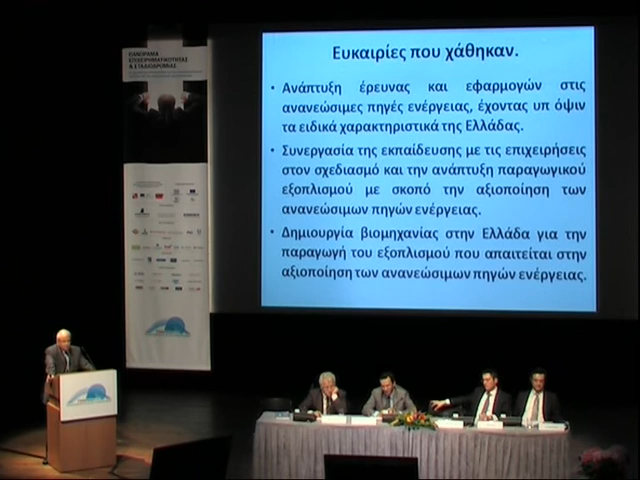 ΠΑΝΟΡΑΜΑ
ΕΠΙΧΕΙΡΗΜΑΤΙΚΟΤΗΤΑΣ
& ΣΤΑΔΙΟΔΡΟΜΙΑΣ
Ευκαιρίες που χάθηκαν.
• Ανάπτυξη έρευνας και εφαρμογών στις
ανανεώσιμες πηγές ενέργειας, έχοντας υπ όψιν
τα ειδικά χαρακτηριστικά της Ελλάδας.
• Συνεργασία της εκπαίδευσης με τις επιχειρήσεις
στον σχεδιασμό και την ανάπτυξη παραγωγικού
εξοπλισμού με σκοπό την αξιοποίηση των
ανανεώσιμων πηγών ενέργειας.
• Δημιουργία βιομηχανίας στην Ελλάδα για την
παραγωγή του εξοπλισμού που απαιτείται στην
αξιοποίηση των ανανεώσιμων πηγών ενέργειας.